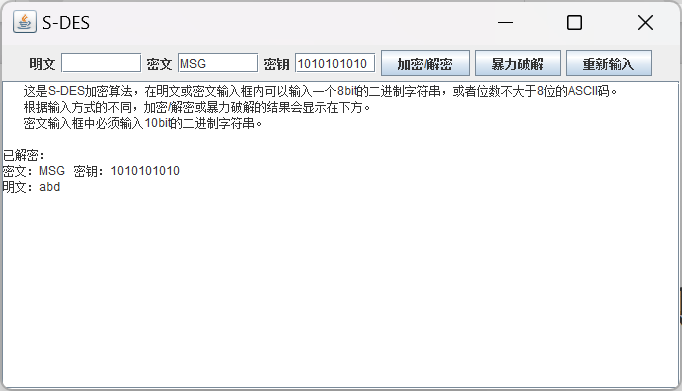 S-DES
明文 密文 MSG 密钥 1010101010 加密/解密 暴力破解 重新输入
这是S-DES加密算法，在明文或密文输入框内可以输入一个8bit的二进制字符串，或者位数不大于8位的ASCII码。
根据输入方式的不同，加密/解密或暴力破解的结果会显示在下方。
密文输入框中必须输入10bit的二进制字符串。
已解密：
密文：MSG 密钥：1010101010
明文：abd